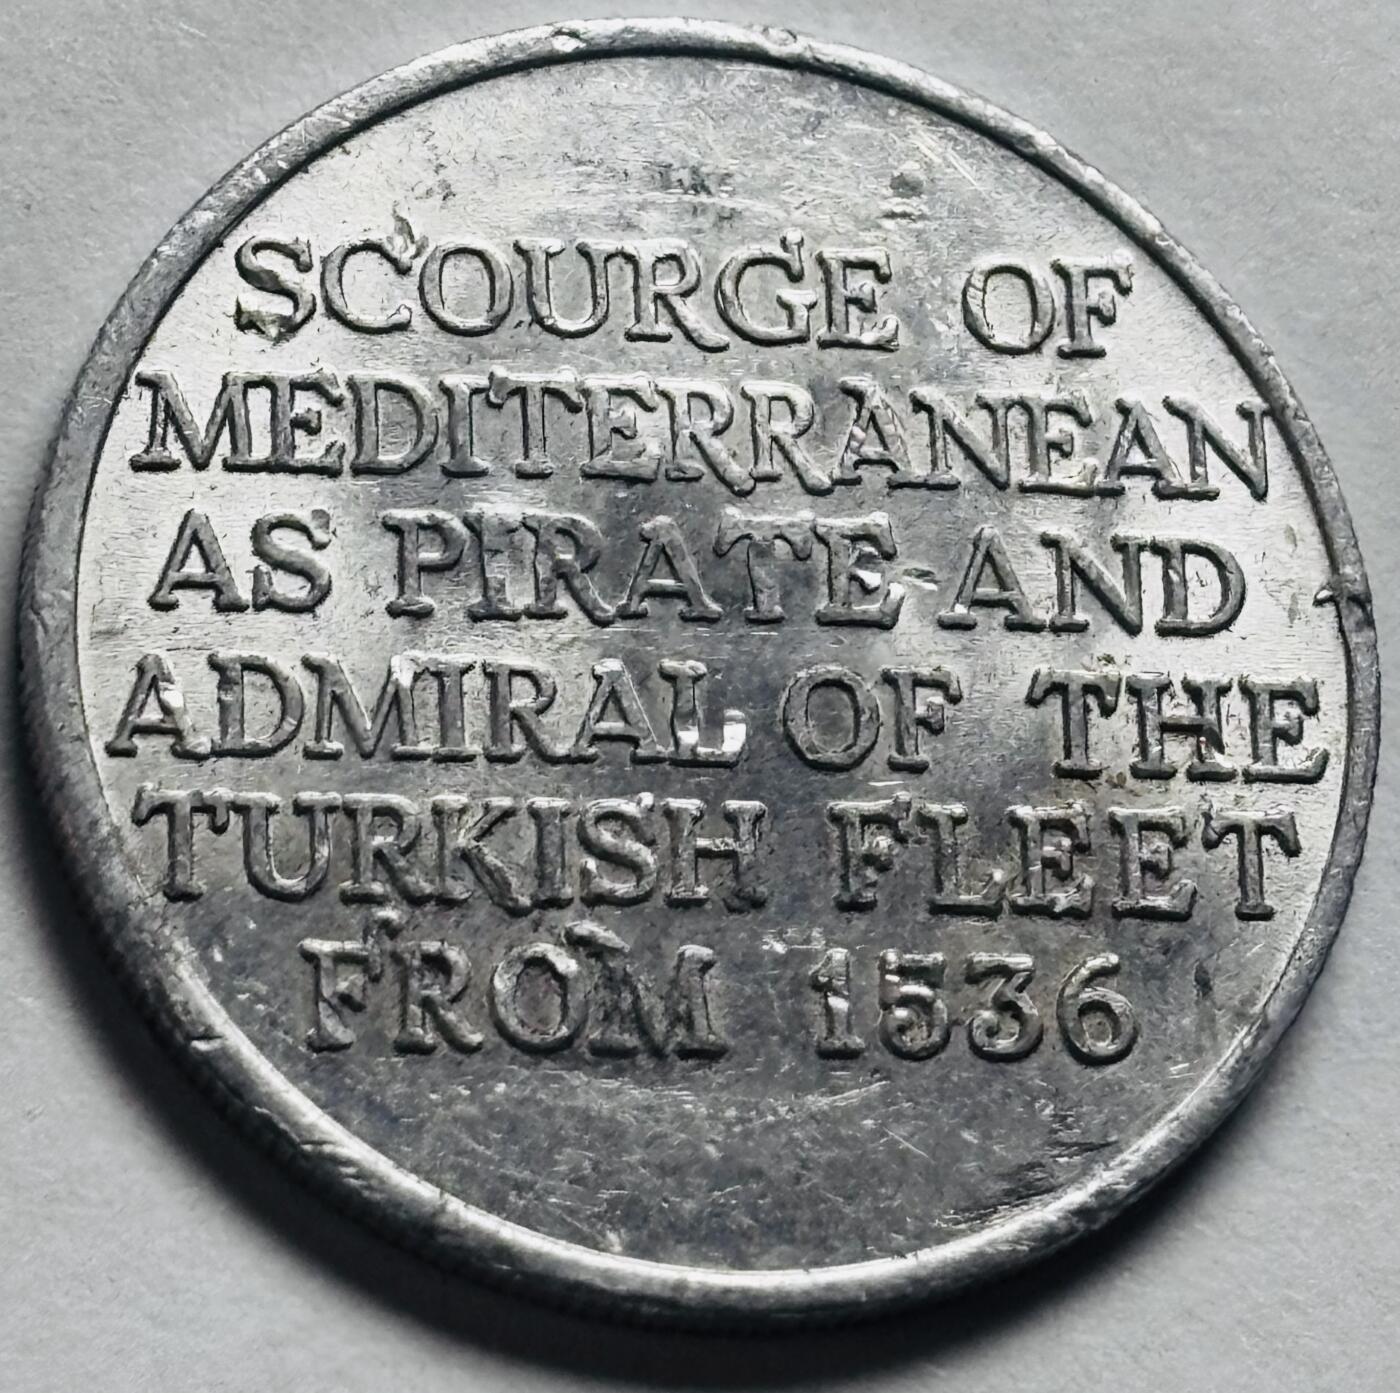 SCOURGE OF
MEDITERRANEAN
AS PIRATE AND
ADMIRAL OF THE
TURKISH FLEET
FROM 1536